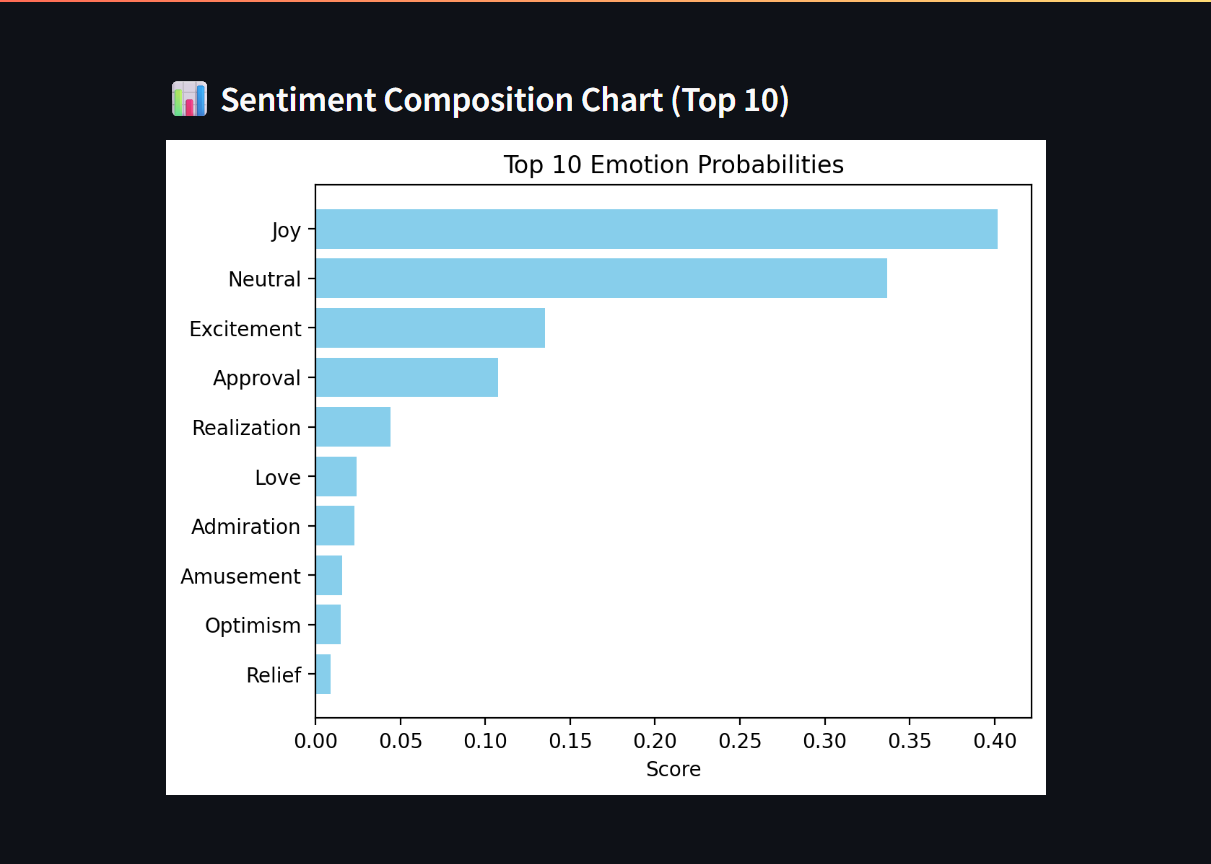 Sentiment Composition Chart (Top 10)
Top 10 Emotion Probabilities
Joy
Neutral
Excitement
Approval
Realization
Love
Admiration
Amusement
Optimism
Relief
0.00 0.05 0.10 0.15 0.20 0.25 0.30 0.35 0.40
Score